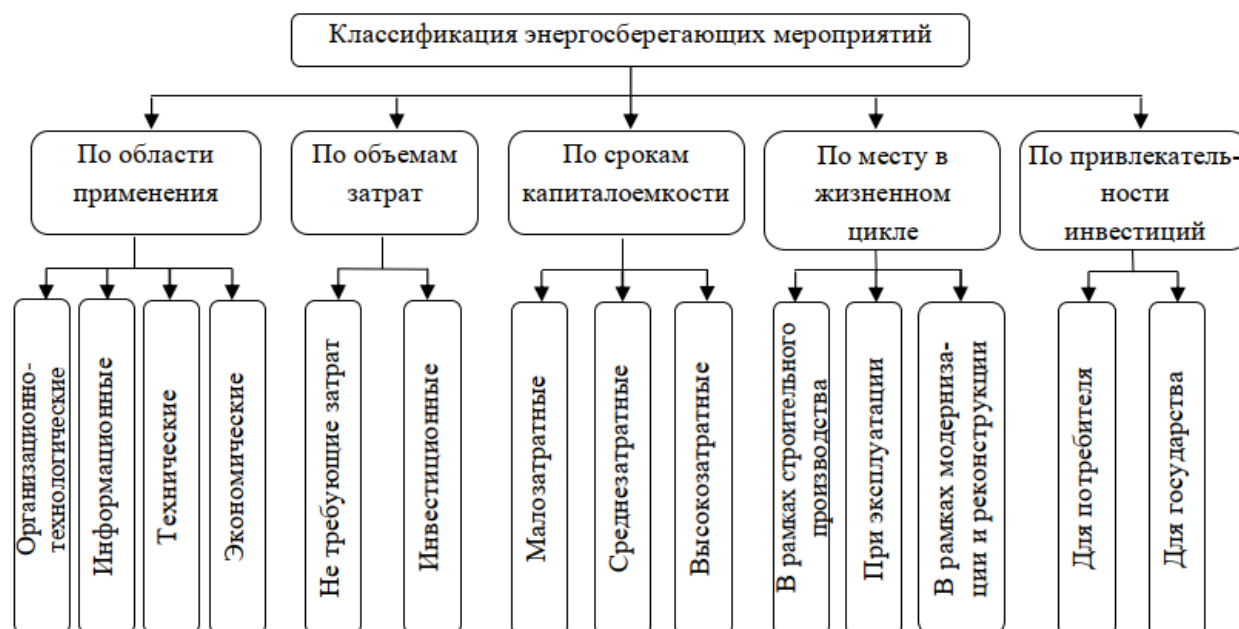 Классификация энергосберегающих мероприятий
По области
применения
По объемам
затрат
По срокам
капиталоемкости
По месту в
жизненном
цикле
По привлекатель-
ности
инвестиций
Организационно-
технологические
Информационные
Технические
Экономические
Не требующие затрат
Инвестиционные
Малозатратные
Среднезатратные
Высокозатратные
В рамках строительного
производства
При эксплуатации
В рамках модерниза-
ции и реконструкции
Для потребителя
Для государства